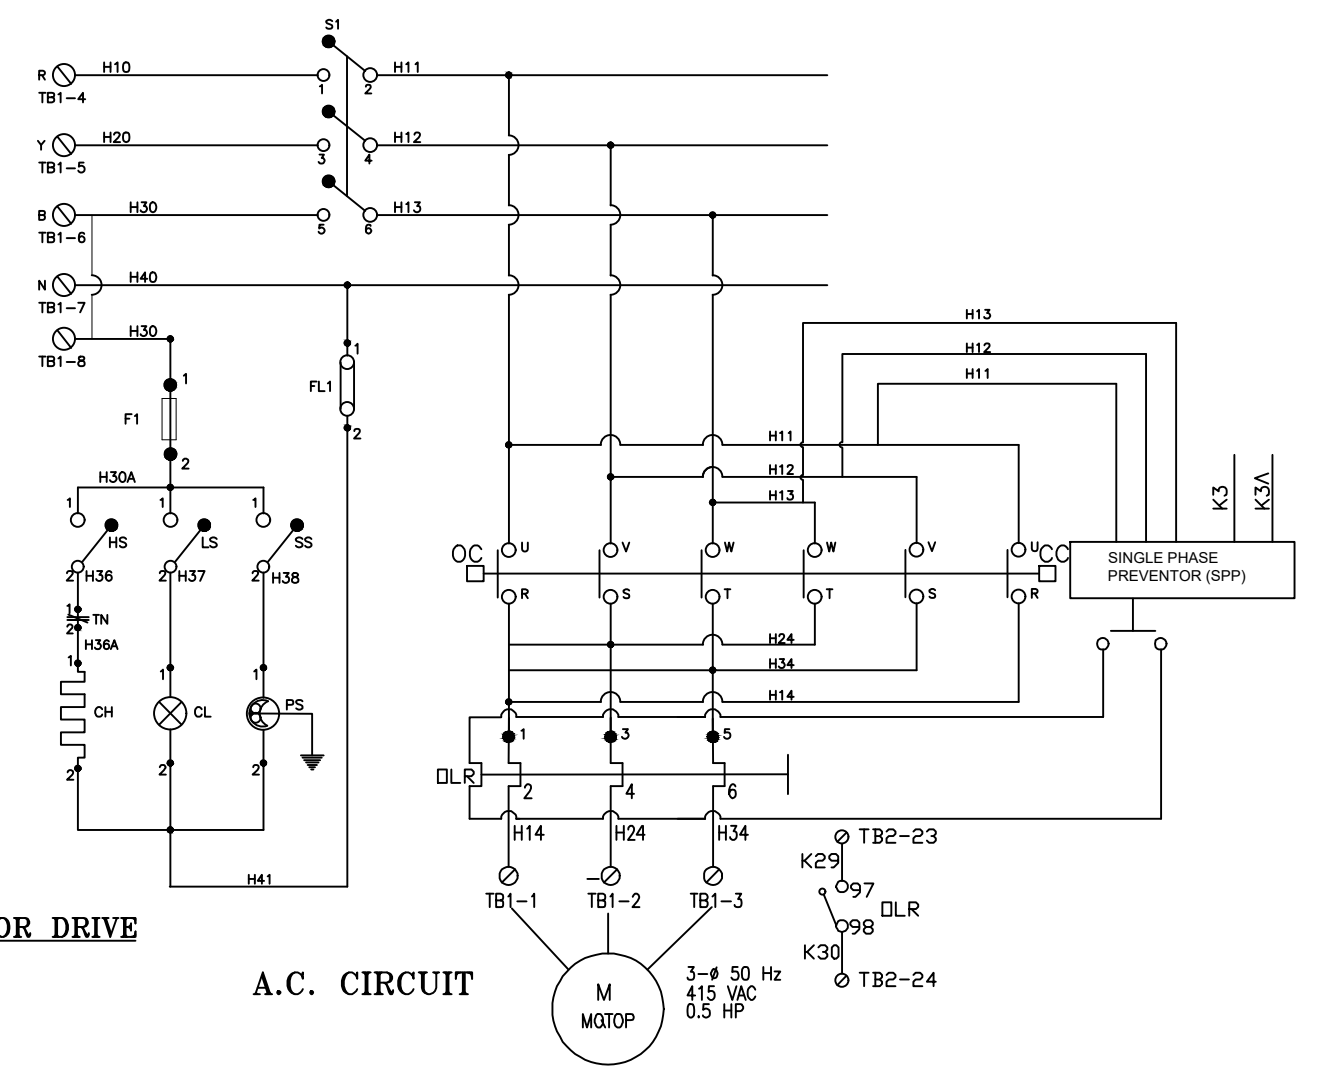 S1
R H10 H11
TB1-4 1 2
Y H20 H12
TB1-5 3 4
B H30 H13
TB1-6 5 6
N H40
TB1-7
H30
TB1-8
H13
H12
H11
1
FL1
2
1
F1
2
H30A
1 1 1
HS LS SS
2 H36 2 H37 2 H38
1 TN
2
H36A
1 1 1
CH CL PS
2 2 2
H41
H11
H12
H13
K3 K3Λ
OC U V W W V U CC
R S T T S R
SINGLE PHASE
PREVENTOR (SPP)
H24
H34
H14
1 3 5
OLR 2 4 6
H14 H24 H34
TB1-1 TB1-2 TB1-3
TB2-23
K29
97
OLR
98
K30
TB2-24
OR DRIVE
A.C. CIRCUIT
M
MOTOP
3-ø 50 Hz
415 VAC
0.5 HP